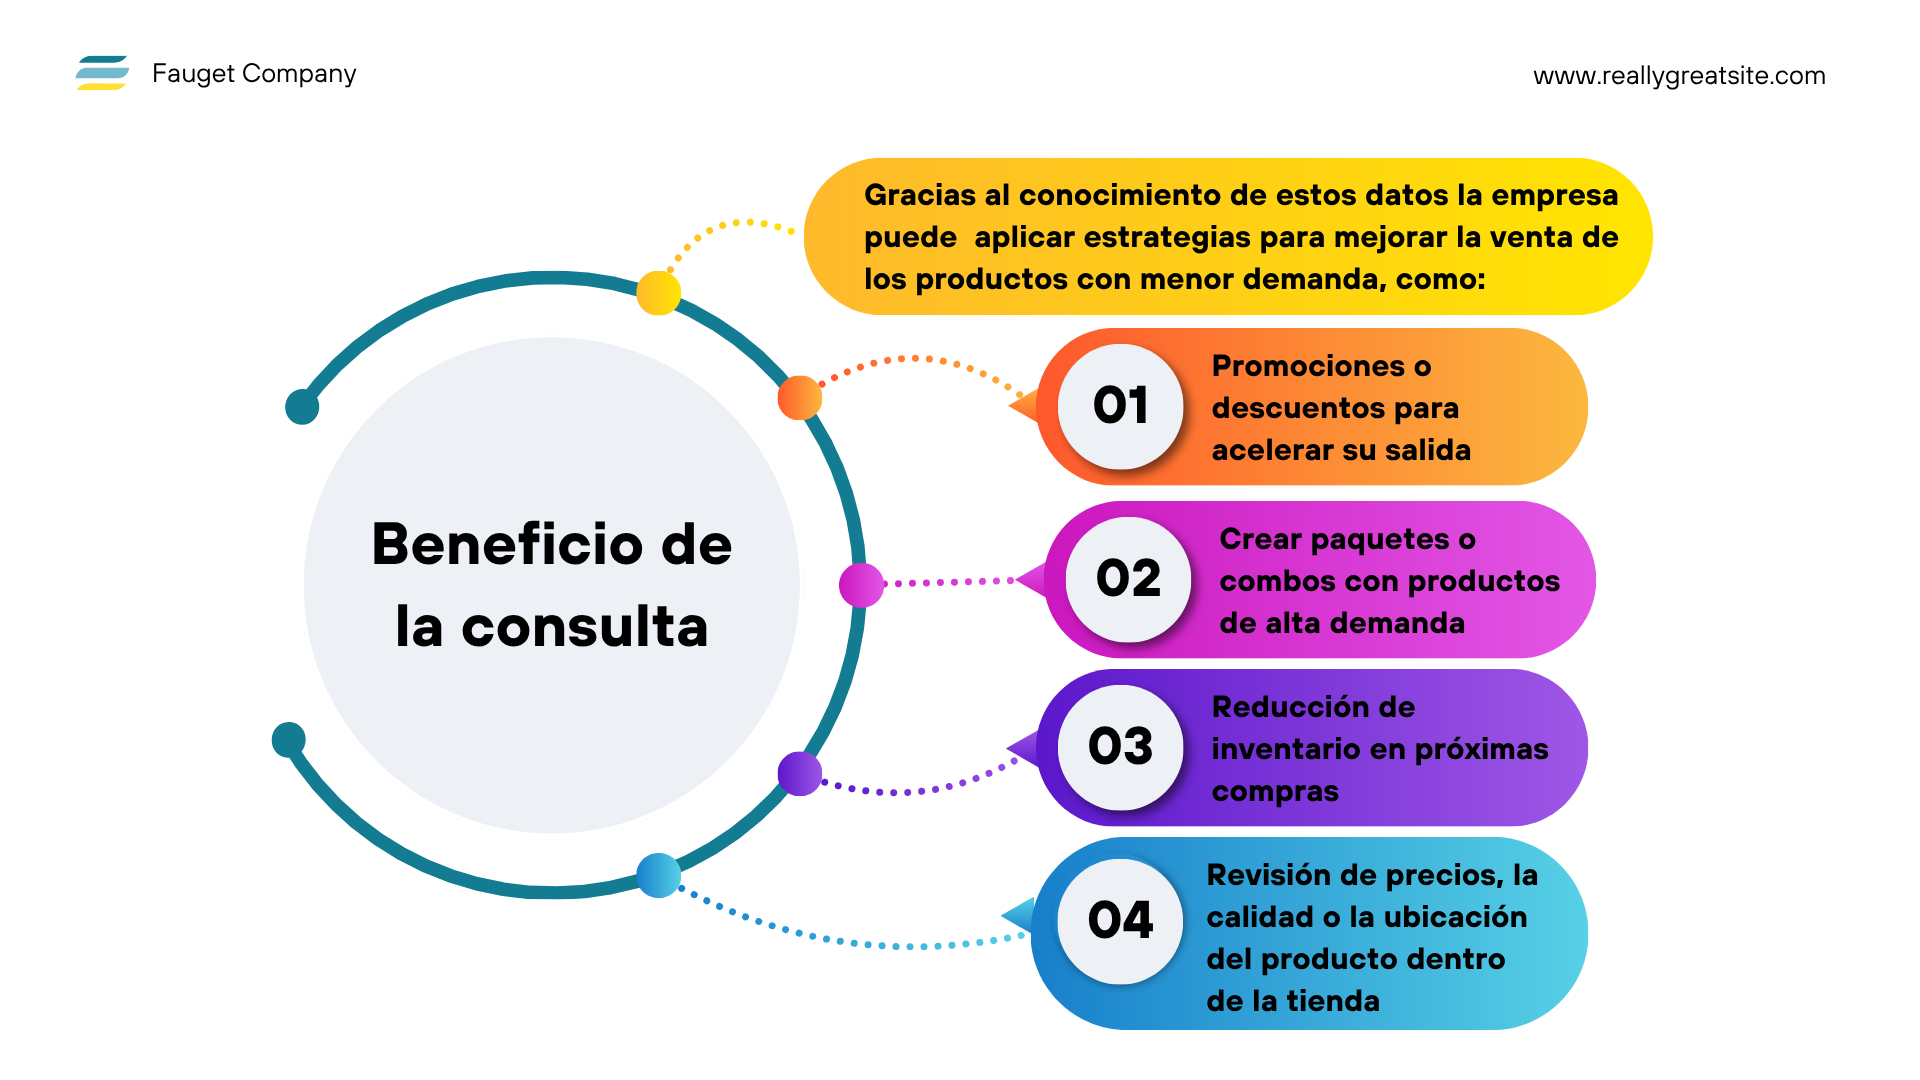 Fauget Company
www.reallygreatsite.com
Gracias al conocimiento de estos datos la empresa
puede  aplicar estrategias para mejorar la venta de
los productos con menor demanda, como:
Beneficio de
la consulta
01
Promociones o
descuentos para
acelerar su salida
02
Crear paquetes o
combos con productos
de alta demanda
03
Reducción de
inventario en próximas
compras
04
Revisión de precios, la
calidad o la ubicación
del producto dentro
de la tienda